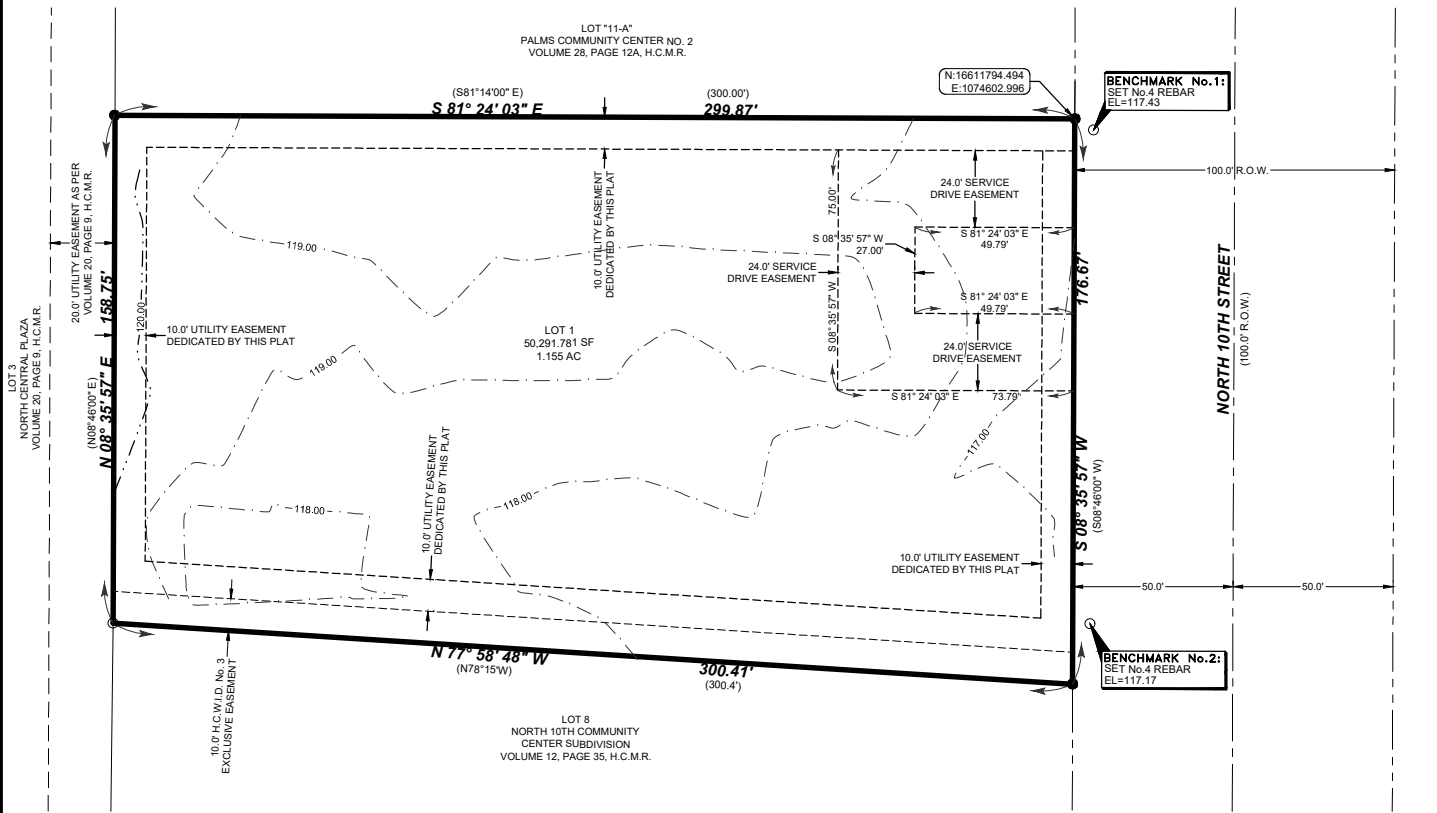 LOT "11-A"
PALMS COMMUNITY CENTER NO. 2
VOLUME 28, PAGE 12A, H.C.M.R.
(S81°14'00" E)
S 81° 24' 03" E
(300.00')
299.87'
N:16611794.494
E:1074602.996
BENCHMARK No.1:
SET No.4 REBAR
EL=117.43
100.0' R.O.W.
20.0' UTILITY EASEMENT AS PER
VOLUME 20, PAGE 9, H.C.M.R.
LOT 3
NORTH CENTRAL PLAZA
VOLUME 20, PAGE 9, H.C.M.R.
N 08° 35' 57" E 158.75'
(N08°46'00" E)
120.00
10.0' UTILITY EASEMENT
DEDICATED BY THIS PLAT
119.00
119.00
10.0' UTILITY EASEMENT
DEDICATED BY THIS PLAT
LOT 1
50,291.781 SF
1.155 AC
24.0' SERVICE
DRIVE EASEMENT
75.00'
S 08° 35' 57" W
S 08° 35' 57" W
27.00'
24.0' SERVICE
DRIVE EASEMENT
S 81° 24' 03" E
49.79'
S 81° 24' 03" E
49.79'
24.0' SERVICE
DRIVE EASEMENT
S 81° 24' 03" E 73.79'
176.67'
S 08° 35' 57" W
(S08°46'00" W)
NORTH 10TH STREET
(100.0' R.O.W.)
117.00
118.00
118.00
10.0' UTILITY EASEMENT
DEDICATED BY THIS PLAT
10.0' UTILITY EASEMENT
DEDICATED BY THIS PLAT
50.0'
50.0'
BENCHMARK No.2:
SET No.4 REBAR
EL=117.17
N 77° 58' 48" W
(N78°15'W)
300.41'
(300.4')
10.0' H.C.W.I.D. No. 3
EXCLUSIVE EASEMENT
LOT 8
NORTH 10TH COMMUNITY
CENTER SUBDIVISION
VOLUME 12, PAGE 35, H.C.M.R.